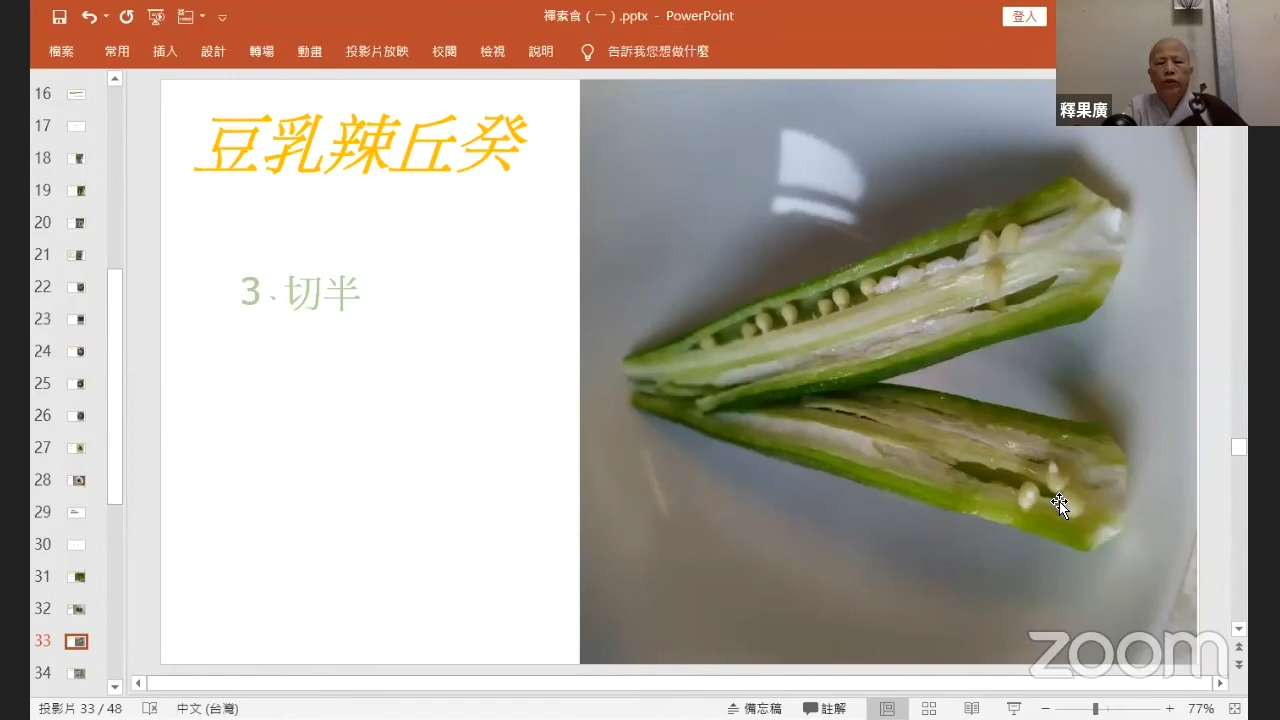 禪素食 ( 一 ) .pptx - PowerPoint
登入
檔案 常用 插入 設計 轉場 動畫 投影片放映 校閱 檢視 說明 告訴我您想做什麼
釋果廣
16
17
18
19
20
21
22
23
24
25
26
27
28
29
30
31
32
33
34
豆乳辣丘癸
3、切半
zoom
投影片 33 / 48 中文 (台灣) 備忘稿 註解 77%